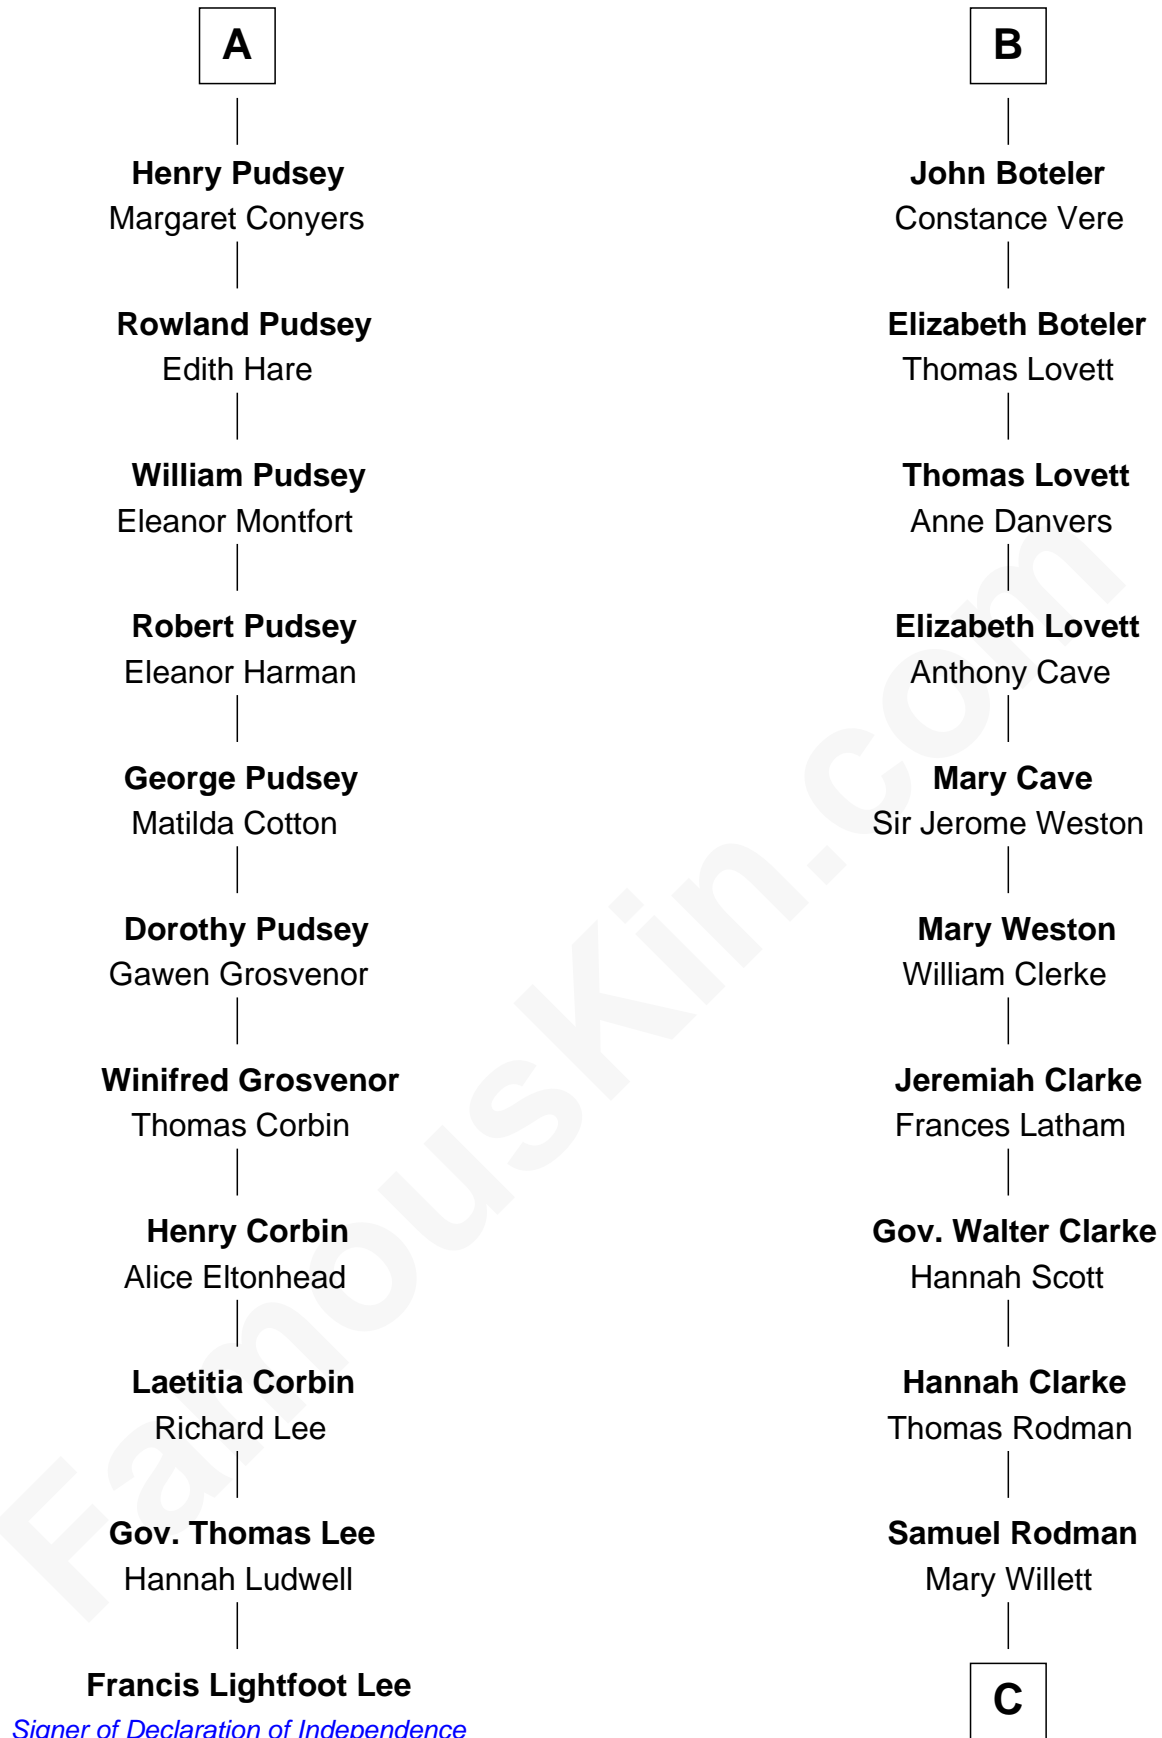 A
Henry Pudsey
Margaret Conyers
Rowland Pudsey
Edith Hare
William Pudsey
Eleanor Montfort
Robert Pudsey
Eleanor Harman
George Pudsey
Matilda Cotton
Dorothy Pudsey
Gawen Grosvenor
Winifred Grosvenor
Thomas Corbin
Henry Corbin
Alice Eltonhead
Laetitia Corbin
Richard Lee
Gov. Thomas Lee
Hannah Ludwell
Francis Lightfoot Lee
Signer of Declaration of Independence
B
John Boteler
Constance Vere
Elizabeth Boteler
Thomas Lovett
Thomas Lovett
Anne Danvers
Elizabeth Lovett
Anthony Cave
Mary Cave
Sir Jerome Weston
Mary Weston
William Clerke
Jeremiah Clarke
Frances Latham
Gov. Walter Clarke
Hannah Scott
Hannah Clarke
Thomas Rodman
Samuel Rodman
Mary Willett
C
FamousKin.com